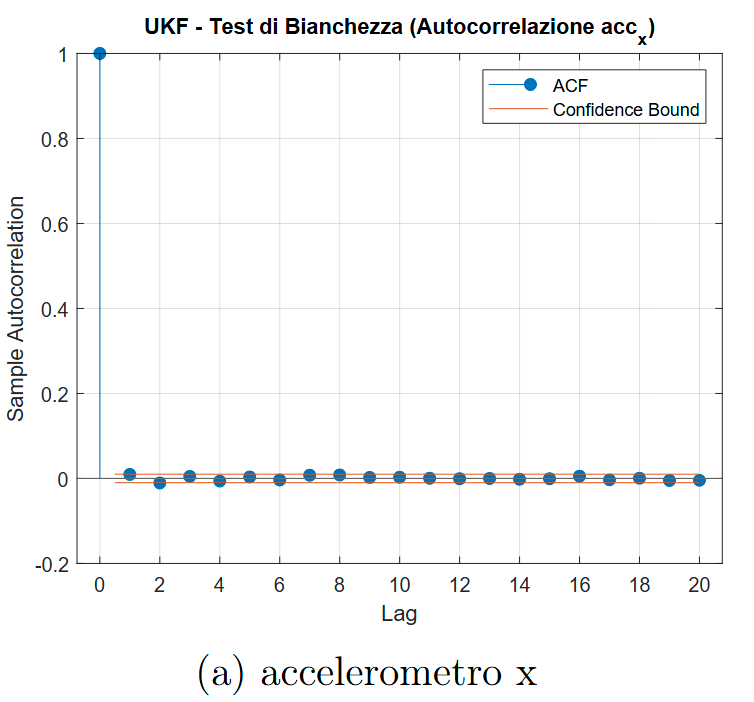 UKF - Test di Bianchezza (Autocorrelazione accₓ)
ACF
Confidence Bound
Sample Autocorrelation
1
0.8
0.6
0.4
0.2
0
-0.2
0 2 4 6 8 10 12 14 16 18 20
Lag
(a) accelerometro x